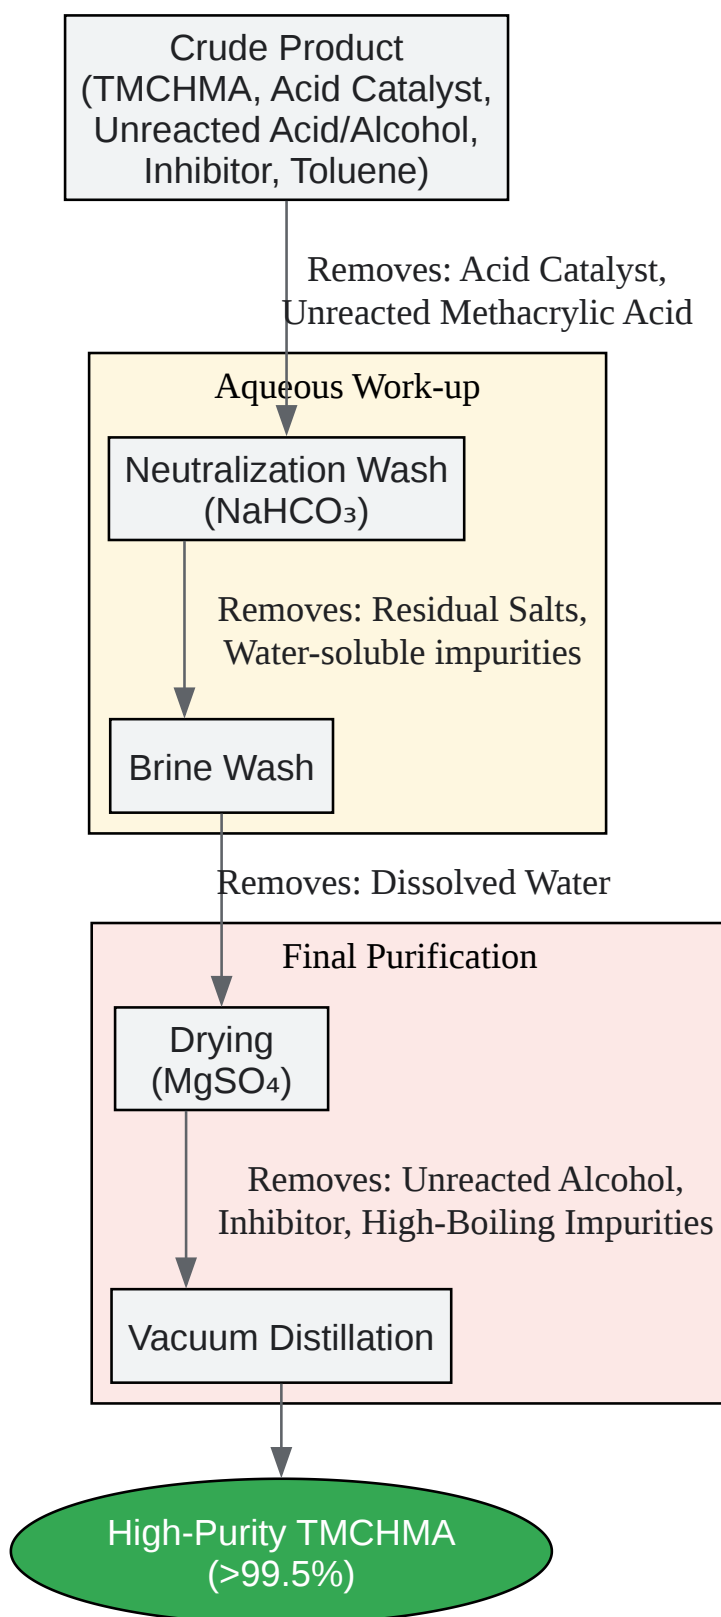 Crude Product
(TMCHMA, Acid Catalyst,
Unreacted Acid/Alcohol,
Inhibitor, Toluene)
Removes: Acid Catalyst,
Unreacted Methacrylic Acid
Aqueous Work-up
Neutralization Wash
(NaHCO₃)
Removes: Residual Salts,
Water-soluble impurities
Brine Wash
Removes: Dissolved Water
Final Purification
Drying
(MgSO₄)
Removes: Unreacted Alcohol,
Inhibitor, High-Boiling Impurities
Vacuum Distillation
High-Purity TMCHMA
(>99.5%)